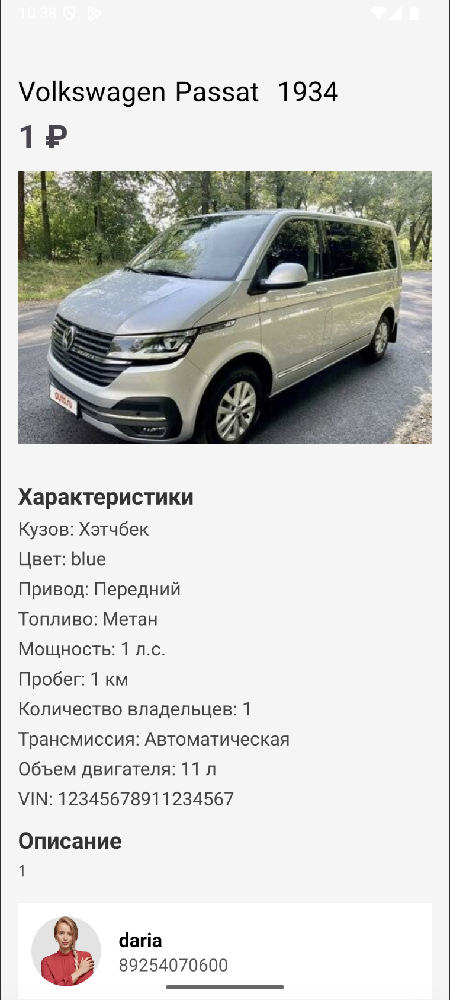 10:38
Volkswagen Passat 1934
1 ₽
auto.ru
Характеристики
Кузов: Хэтчбек
Цвет: blue
Привод: Передний
Топливо: Метан
Мощность: 1 л.с.
Пробег: 1 км
Количество владельцев: 1
Трансмиссия: Автоматическая
Объем двигателя: 11 л
VIN: 12345678911234567
Описание
1
daria
89254070600